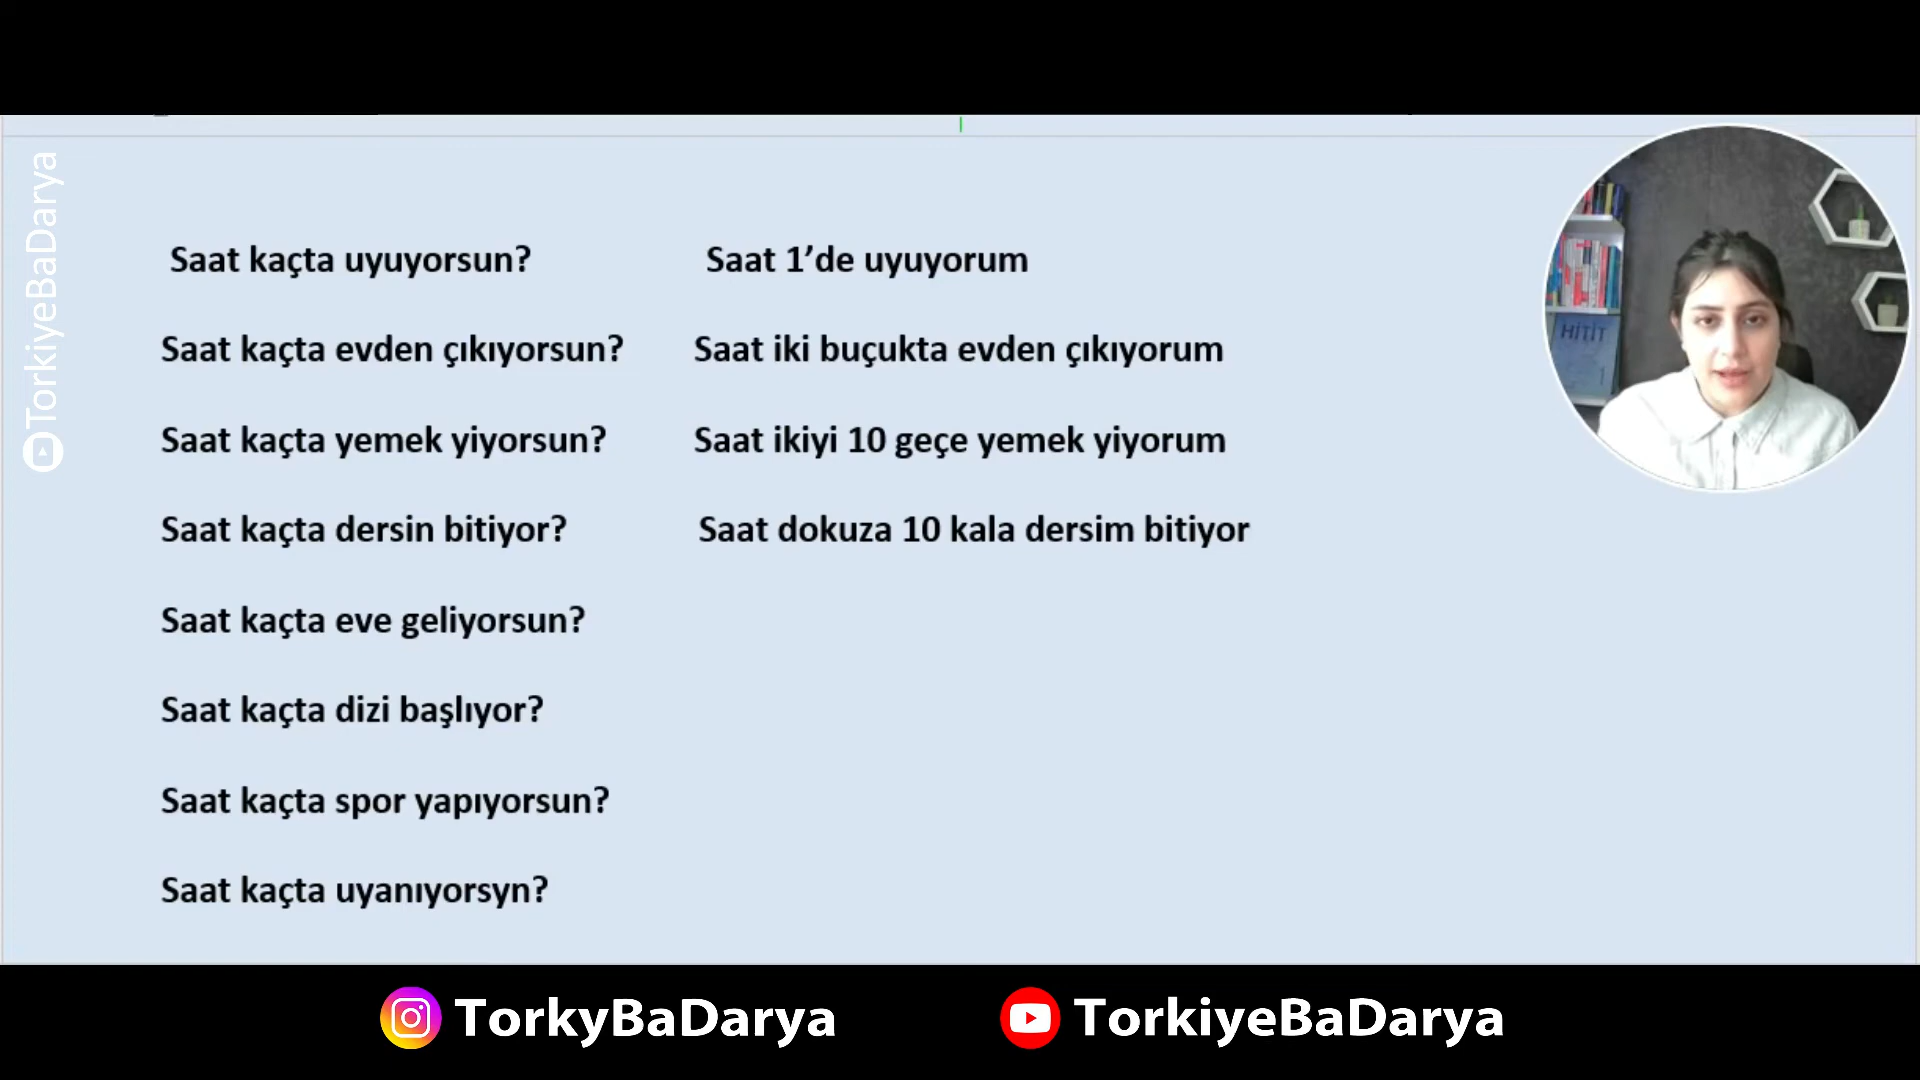 TorkiyeBaDarya
Saat kaçta uyuyorsun? Saat 1’de uyuyorum
Saat kaçta evden çıkıyorsun? Saat iki buçukta evden çıkıyorum
Saat kaçta yemek yiyorsun? Saat ikiyi 10 geçe yemek yiyorum
Saat kaçta dersin bitiyor? Saat dokuza 10 kala dersim bitiyor
Saat kaçta eve geliyorsun?
Saat kaçta dizi başlıyor?
Saat kaçta spor yapıyorsun?
Saat kaçta uyanıyorsyn?
HİTİT
TorkyBaDarya TorkiyeBaDarya